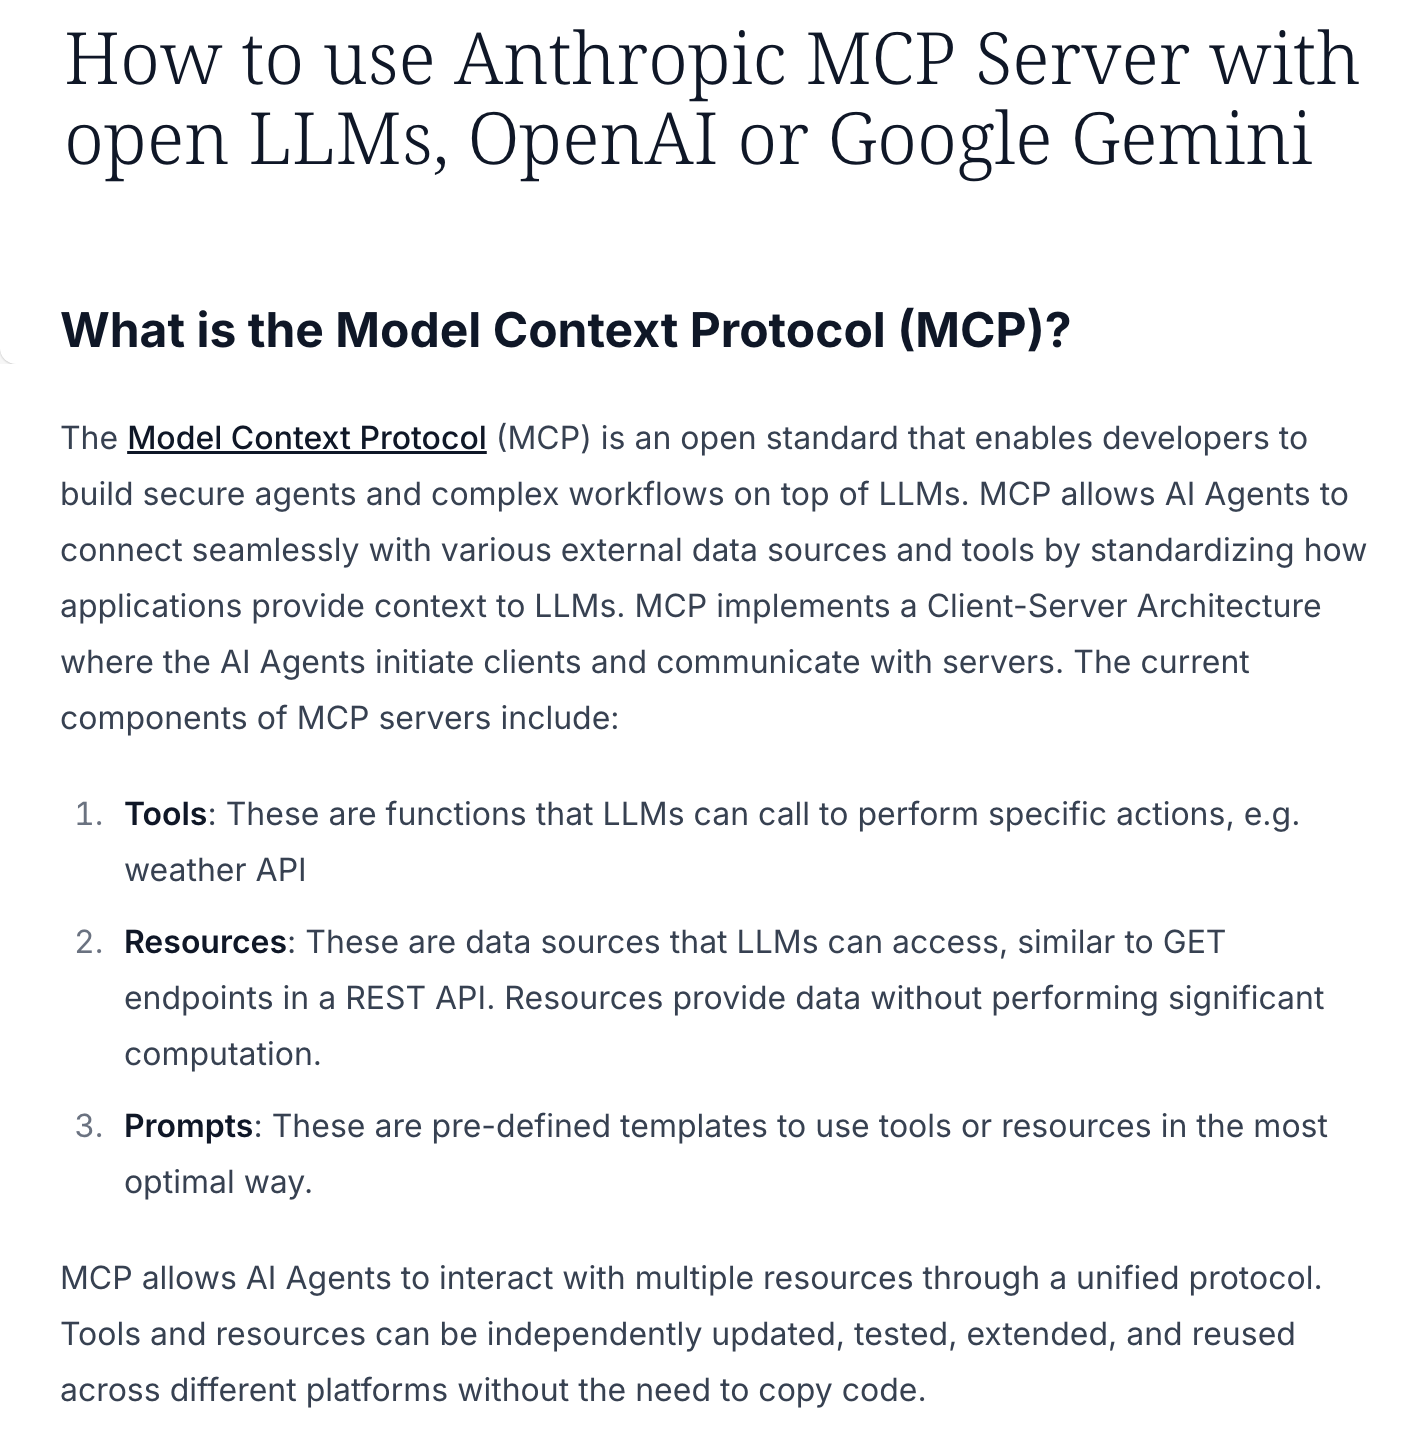 How to use Anthropic MCP Server with
open LLMs, OpenAI or Google Gemini
What is the Model Context Protocol (MCP)?
The Model Context Protocol (MCP) is an open standard that enables developers to
build secure agents and complex workflows on top of LLMs. MCP allows AI Agents to
connect seamlessly with various external data sources and tools by standardizing how
applications provide context to LLMs. MCP implements a Client-Server Architecture
where the AI Agents initiate clients and communicate with servers. The current
components of MCP servers include:
1. Tools: These are functions that LLMs can call to perform specific actions, e.g.
weather API
2. Resources: These are data sources that LLMs can access, similar to GET
endpoints in a REST API. Resources provide data without performing significant
computation.
3. Prompts: These are pre-defined templates to use tools or resources in the most
optimal way.
MCP allows AI Agents to interact with multiple resources through a unified protocol.
Tools and resources can be independently updated, tested, extended, and reused
across different platforms without the need to copy code.